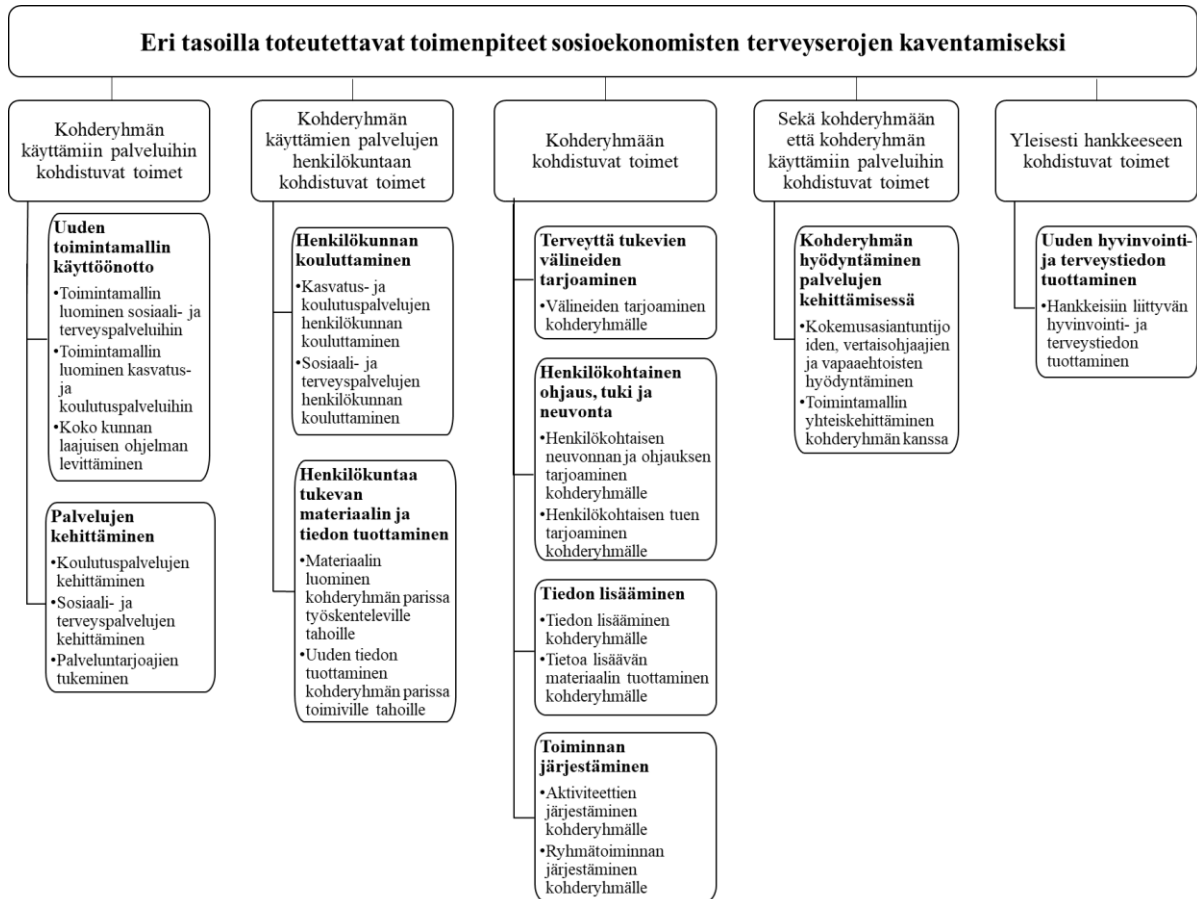 Eri tasoilla toteutettavat toimenpiteet sosioekonomisten terveyserojen kaventamiseksi
Kohderyhmän
käyttämiin palveluihin
kohdistuvat toimet
Uuden
toimintamallin
käyttöönotto
•Toimintamallin
luominen sosiaali- ja
terveyspalveluihin
•Toimintamallin
luominen kasvatus-
ja
koulutuspalveluihin
•Koko kunnan
laajuisen ohjelman
levittäminen
Palvelujen
kehittäminen
•Koulutuspalvelujen
kehittäminen
•Sosiaali- ja
terveyspalvelujen
kehittäminen
•Palveluntarjoajien
tukeminen
Kohderyhmän
käyttämien palvelujen
henkilökuntaan
kohdistuvat toimet
Henkilökunnan
kouluttaminen
•Kasvatus- ja
koulutuspalvelujen
henkilökunnan
kouluttaminen
•Sosiaali- ja
terveyspalvelujen
henkilökunnan
kouluttaminen
Henkilökuntaa
tukevan
materiaalin ja
tiedon tuottaminen
•Materiaalin
luominen
kohderyhmän parissa
työskenteleville
tahoille
•Uuden tiedon
tuottaminen
kohderyhmän parissa
toimiville tahoille
Kohderyhmään
kohdistuvat toimet
Terveyttä tukevien
välineiden
tarjoaminen
•Välineiden tarjoaminen
kohderyhmälle
Henkilökohtainen
ohjaus, tuki ja
neuvonta
•Henkilökohtaisen
neuvonnan ja ohjauksen
tarjoaminen
kohderyhmälle
•Henkilökohtaisen tuen
tarjoaminen
kohderyhmälle
Tiedon lisääminen
•Tiedon lisääminen
kohderyhmälle
•Tietoa lisäävän
materiaalin tuottaminen
kohderyhmälle
Toiminnan
järjestäminen
•Aktiviteettien
järjestäminen
kohderyhmälle
•Ryhmätoiminnan
järjestäminen
kohderyhmälle
Sekä kohderyhmään
että kohderyhmän
käyttämiin palveluihin
kohdistuvat toimet
Kohderyhmän
hyödyntäminen
palvelujen
kehittämisessä
•Kokemusasiantuntijo
iden, vertaisohjaajien
ja vapaaehtoisten
hyödyntäminen
•Toimintamallin
yhteiskehittäminen
kohderyhmän kanssa
Yleisesti hankkeeseen
kohdistuvat toimet
Uuden hyvinvointi-
ja terveystiedon
tuottaminen
•Hankkeisiin liittyvän
hyvinvointi- ja
terveystiedon
tuottaminen